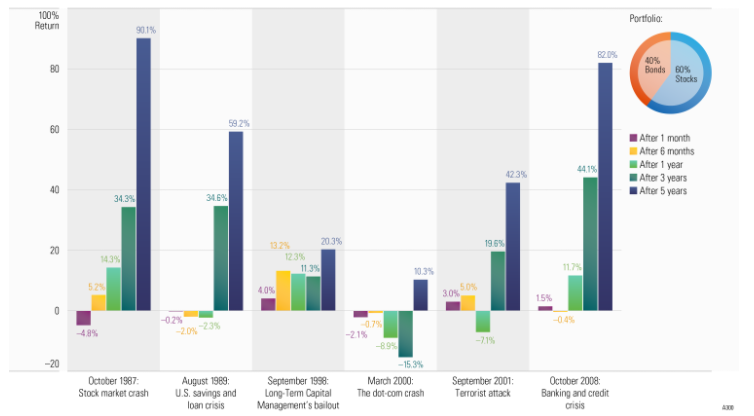 100%
Return
80
60
40
20
0
−20
−4.8%
5.2%
14.3%
34.3%
90.1%
−0.2%
−2.0%
−2.3%
34.6%
59.2%
4.0%
13.2%
12.3%
11.3%
20.3%
−2.1%
−0.7%
−8.9%
−15.3%
10.3%
3.0%
5.0%
−7.1%
19.6%
42.3%
1.5%
−0.4%
11.7%
44.1%
82.0%
October 1987:
Stock market crash
August 1989:
U.S. savings and
loan crisis
September 1998:
Long-Term Capital
Management's bailout
March 2000:
The dot-com crash
September 2001:
Terrorist attack
October 2008:
Banking and credit
crisis
Portfolio:
40%
Bonds
60%
Stocks
After 1 month
After 6 months
After 1 year
After 3 years
After 5 years